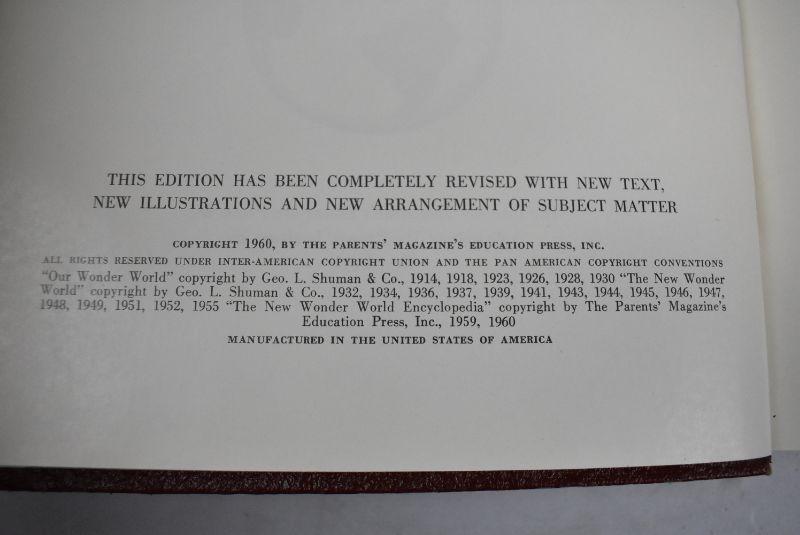 THIS EDITION HAS BEEN COMPLETELY REVISED WITH NEW TEXT,
NEW ILLUSTRATIONS AND NEW ARRANGEMENT OF SUBJECT MATTER
COPYRIGHT 1960, BY THE PARENTS' MAGAZINE'S EDUCATION PRESS, INC.
ALL RIGHTS RESERVED UNDER INTER-AMERICAN COPYRIGHT UNION AND THE PAN AMERICAN COPYRIGHT CONVENTIONS
"Our Wonder World" copyright by Geo. L. Shuman & Co., 1914, 1918, 1923, 1926, 1928, 1930 "The New Wonder
World" copyright by Geo. L. Shuman & Co., 1932, 1934, 1936, 1937, 1939, 1941, 1943, 1944, 1945, 1946, 1947,
1948, 1949, 1951, 1952, 1955 "The New Wonder World Encyclopedia" copyright by The Parents' Magazine's
Education Press, Inc., 1959, 1960
MANUFACTURED IN THE UNITED STATES OF AMERICA